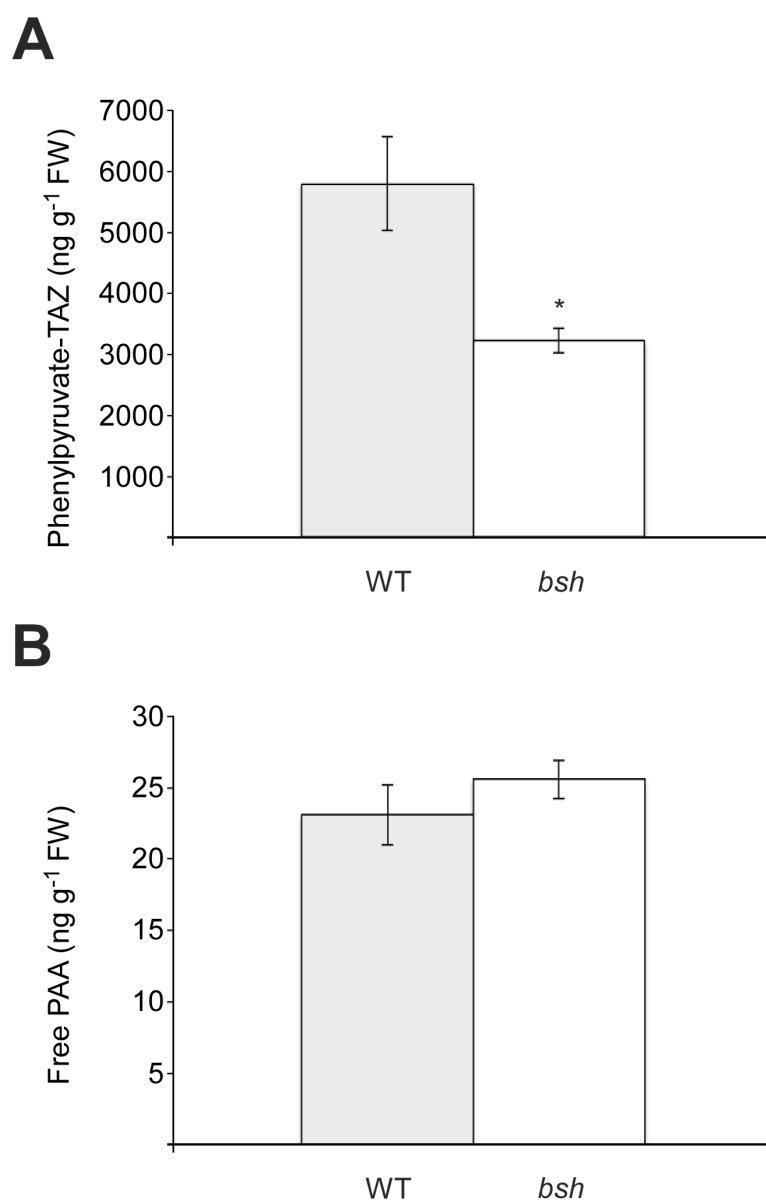 A
Phenylpyruvate-TAZ (ng g⁻¹ FW)
7000
6000
5000
4000
3000
2000
1000
*
WT
bsh
B
Free PAA (ng g⁻¹ FW)
30
25
20
15
10
5
WT
bsh